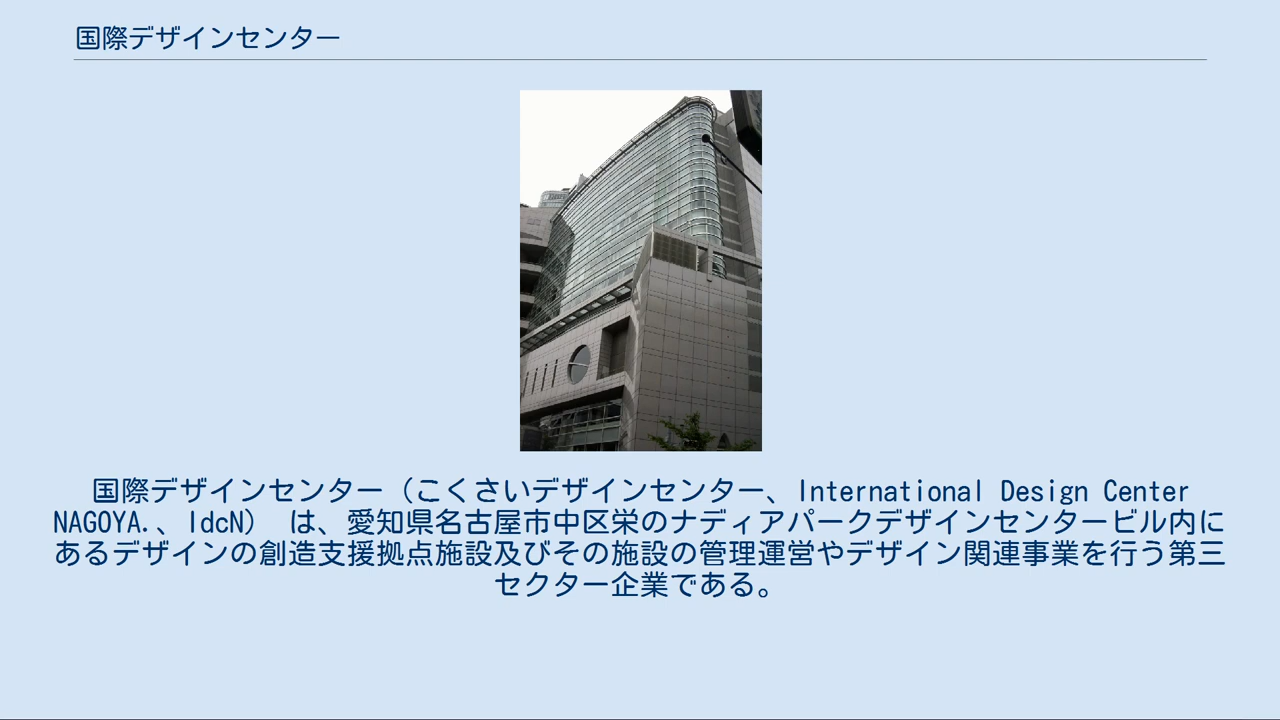 国際デザインセンター
国際デザインセンター（こくさいデザインセンター、International Design Center
NAGOYA.、IdcN） は、愛知県名古屋市中区栄のナディアパークデザインセンタービル内に
あるデザインの創造支援拠点施設及びその施設の管理運営やデザイン関連事業を行う第三
セクター企業である。